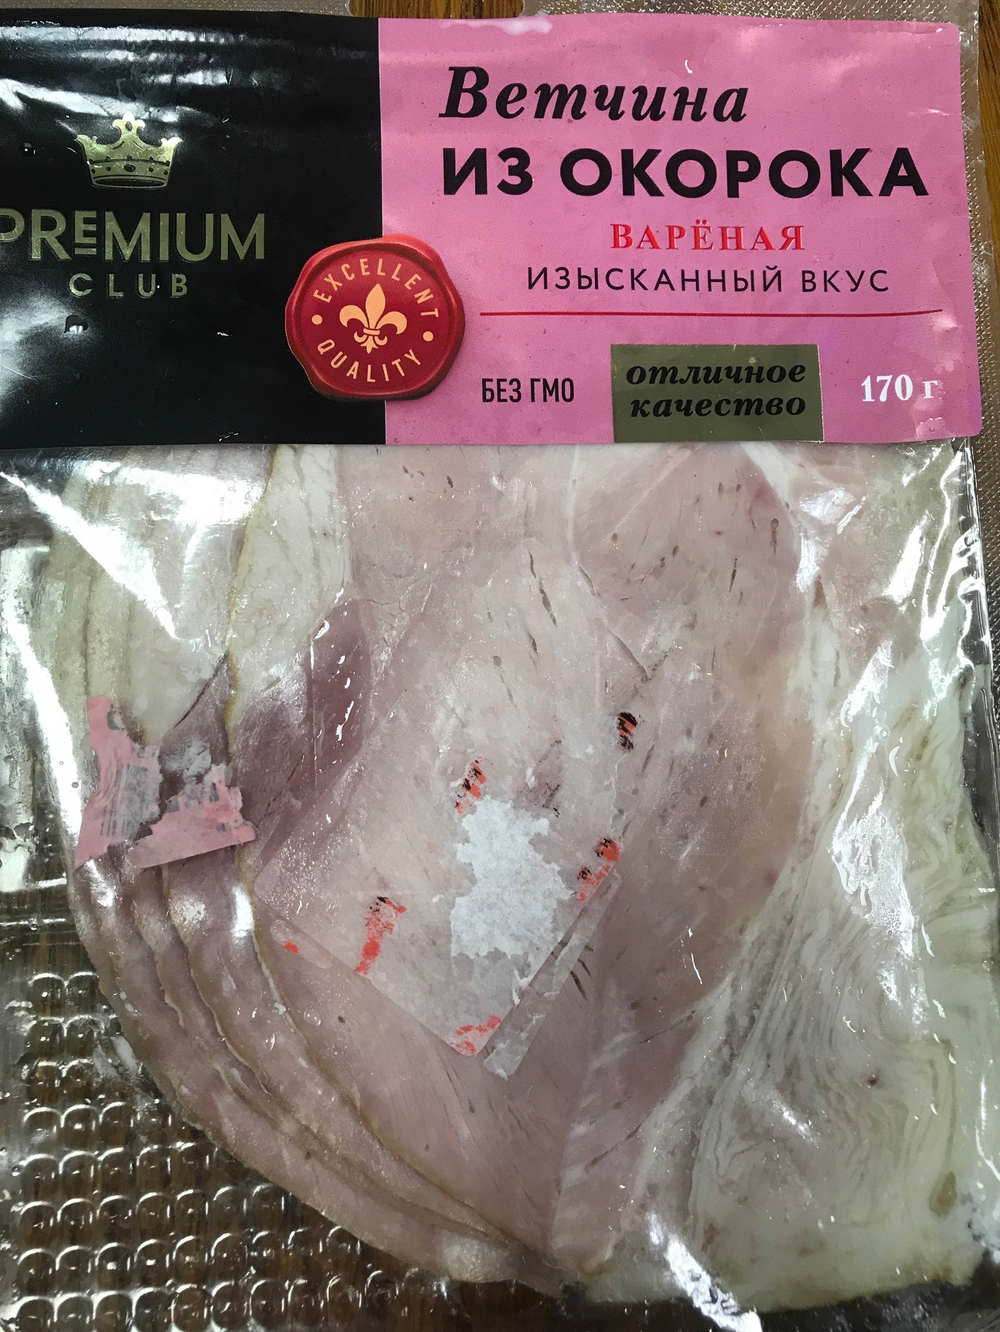 PREMIUM
CLUB
EXCELLENT
QUALITY
Ветчина
ИЗ ОКОРОКА
ВАРЁНАЯ
ИЗЫСКАННЫЙ ВКУС
БЕЗ ГМО
отличное
качество
170 г